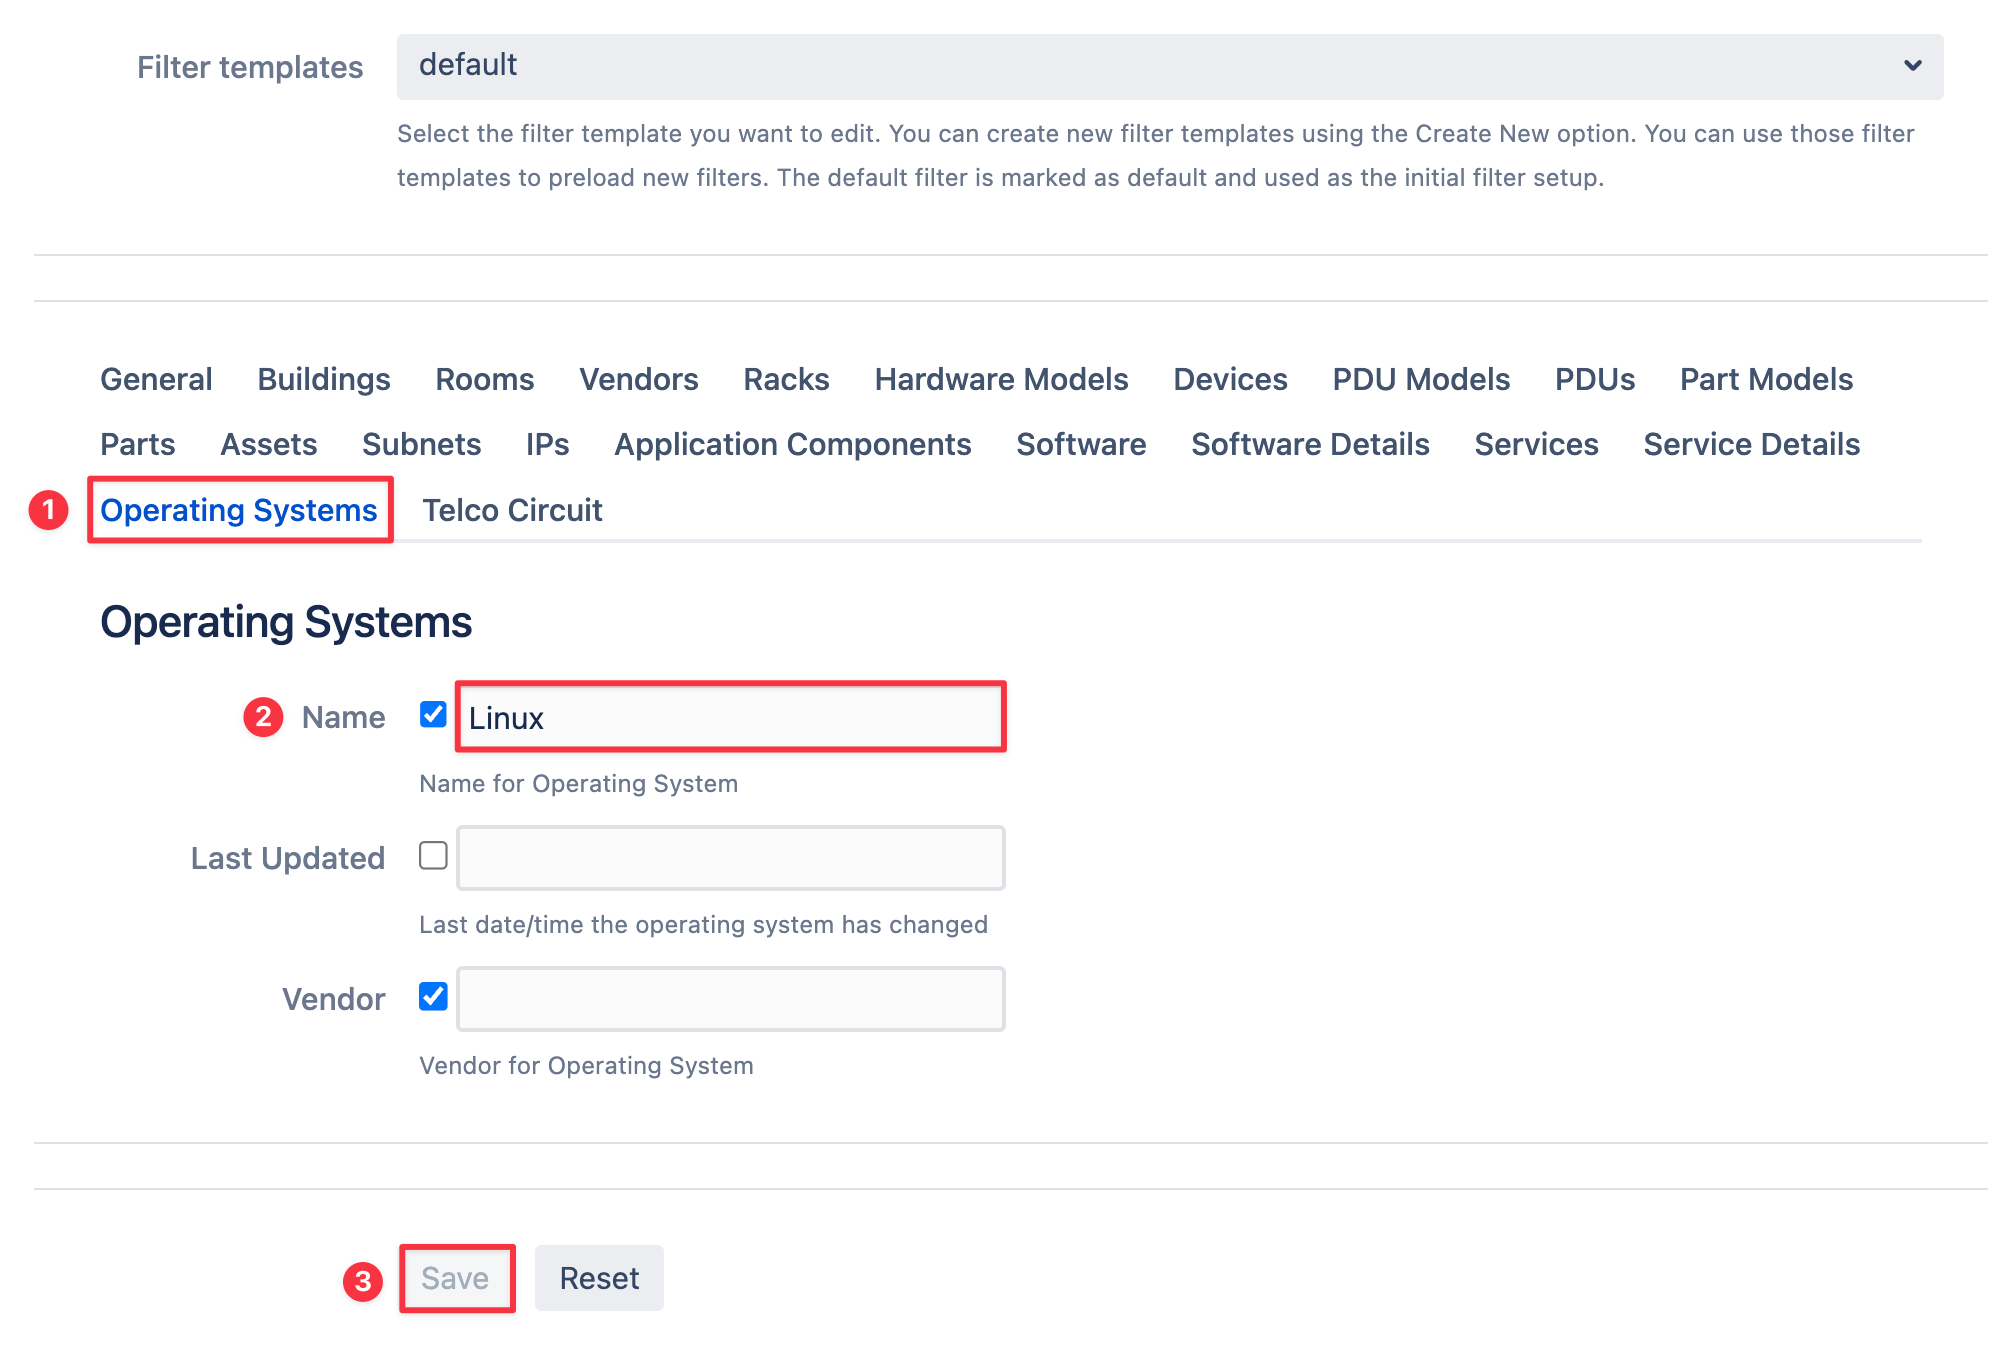 Filter templates default
Select the filter template you want to edit. You can create new filter templates using the Create New option. You can use those filter
templates to preload new filters. The default filter is marked as default and used as the initial filter setup.
General Buildings Rooms Vendors Racks Hardware Models Devices PDU Models PDUs Part Models
Parts Assets Subnets IPs Application Components Software Software Details Services Service Details
1 Operating Systems Telco Circuit
Operating Systems
2 Name Linux
Name for Operating System
Last Updated
Last date/time the operating system has changed
Vendor
Vendor for Operating System
3 Save Reset